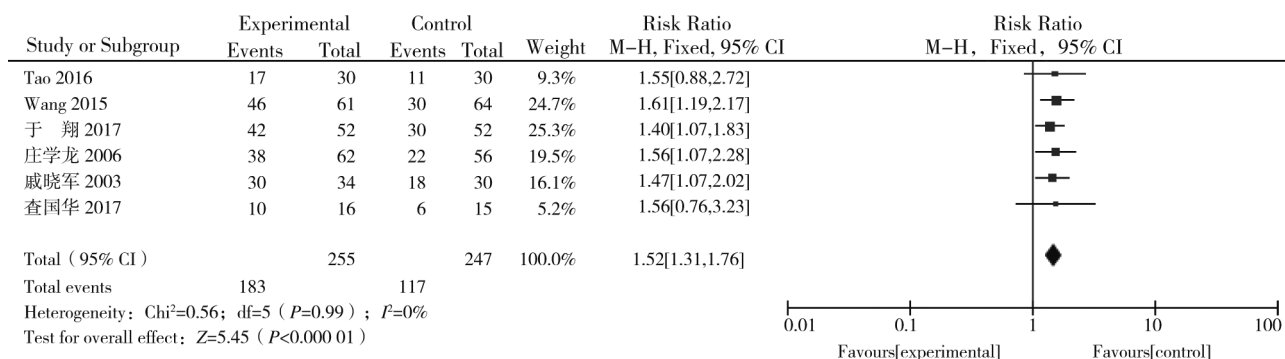 Experimental Control Risk Ratio Risk Ratio
Study or Subgroup Events Total Events Total Weight M-H, Fixed, 95% CI M-H, Fixed, 95% CI
Tao 2016 17 30 11 30 9.3% 1.55[0.88,2.72]
Wang 2015 46 61 30 64 24.7% 1.61[1.19,2.17]
于 翔 2017 42 52 30 52 25.3% 1.40[1.07,1.83]
庄学龙 2006 38 62 22 56 19.5% 1.56[1.07,2.28]
戚晓军 2003 30 34 18 30 16.1% 1.47[1.07,2.02]
查国华 2017 10 16 6 15 5.2% 1.56[0.76,3.23]
Total（95% CI） 255 247 100.0% 1.52[1.31,1.76]
Total events 183 117
Heterogeneity：Chi²=0.56；df=5（P=0.99）；I²=0%
Test for overall effect：Z=5.45（P<0.000 01）
0.01 0.1 1 10 100
Favours[experimental] Favours[control]